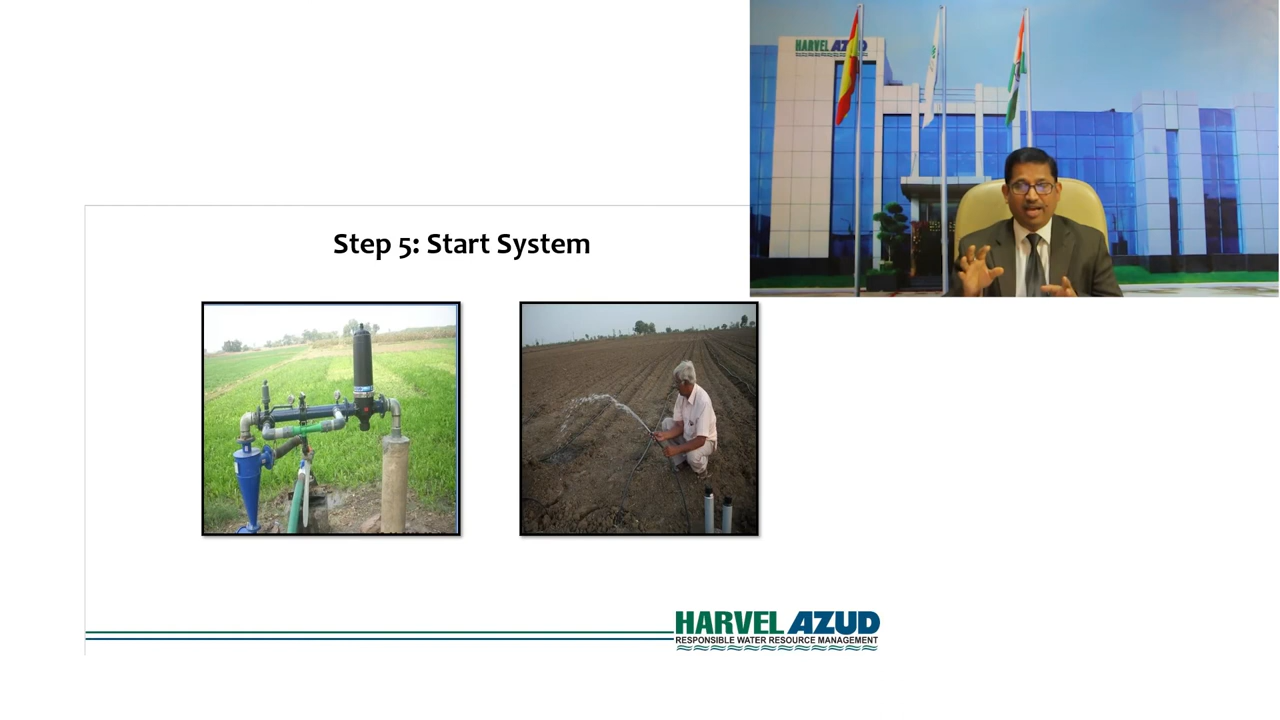 HARVEL AZUD
Step 5: Start System
HARVEL AZUD
RESPONSIBLE WATER RESOURCE MANAGEMENT